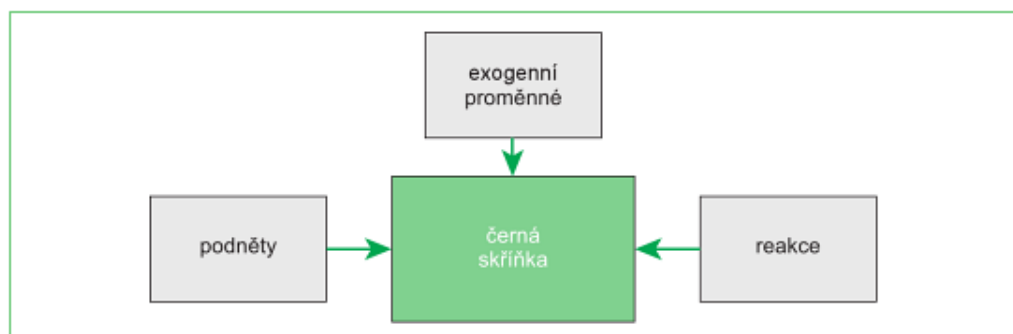 exogenní
proměnné
podněty
černá
skříňka
reakce